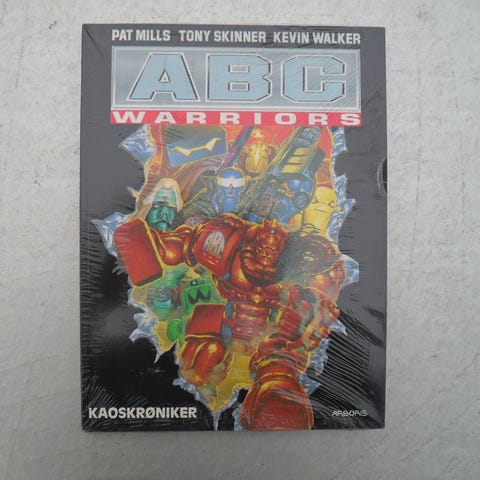 PAT MILLS TONY SKINNER KEVIN WALKER
ABC
WARRIORS
KAOSKRØNIKER
ARBORIS